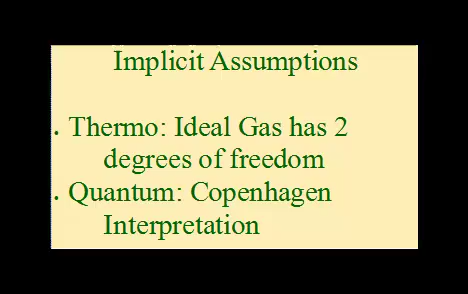 Implicit Assumptions
. Thermo: Ideal Gas has 2
degrees of freedom
. Quantum: Copenhagen
Interpretation